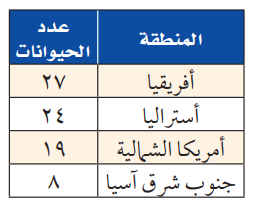 المنطقة عدد الحيوانات
أفريقيا ٢٧
أستراليا ٢٤
أمريكا الشمالية ١٩
جنوب شرق آسيا ٨